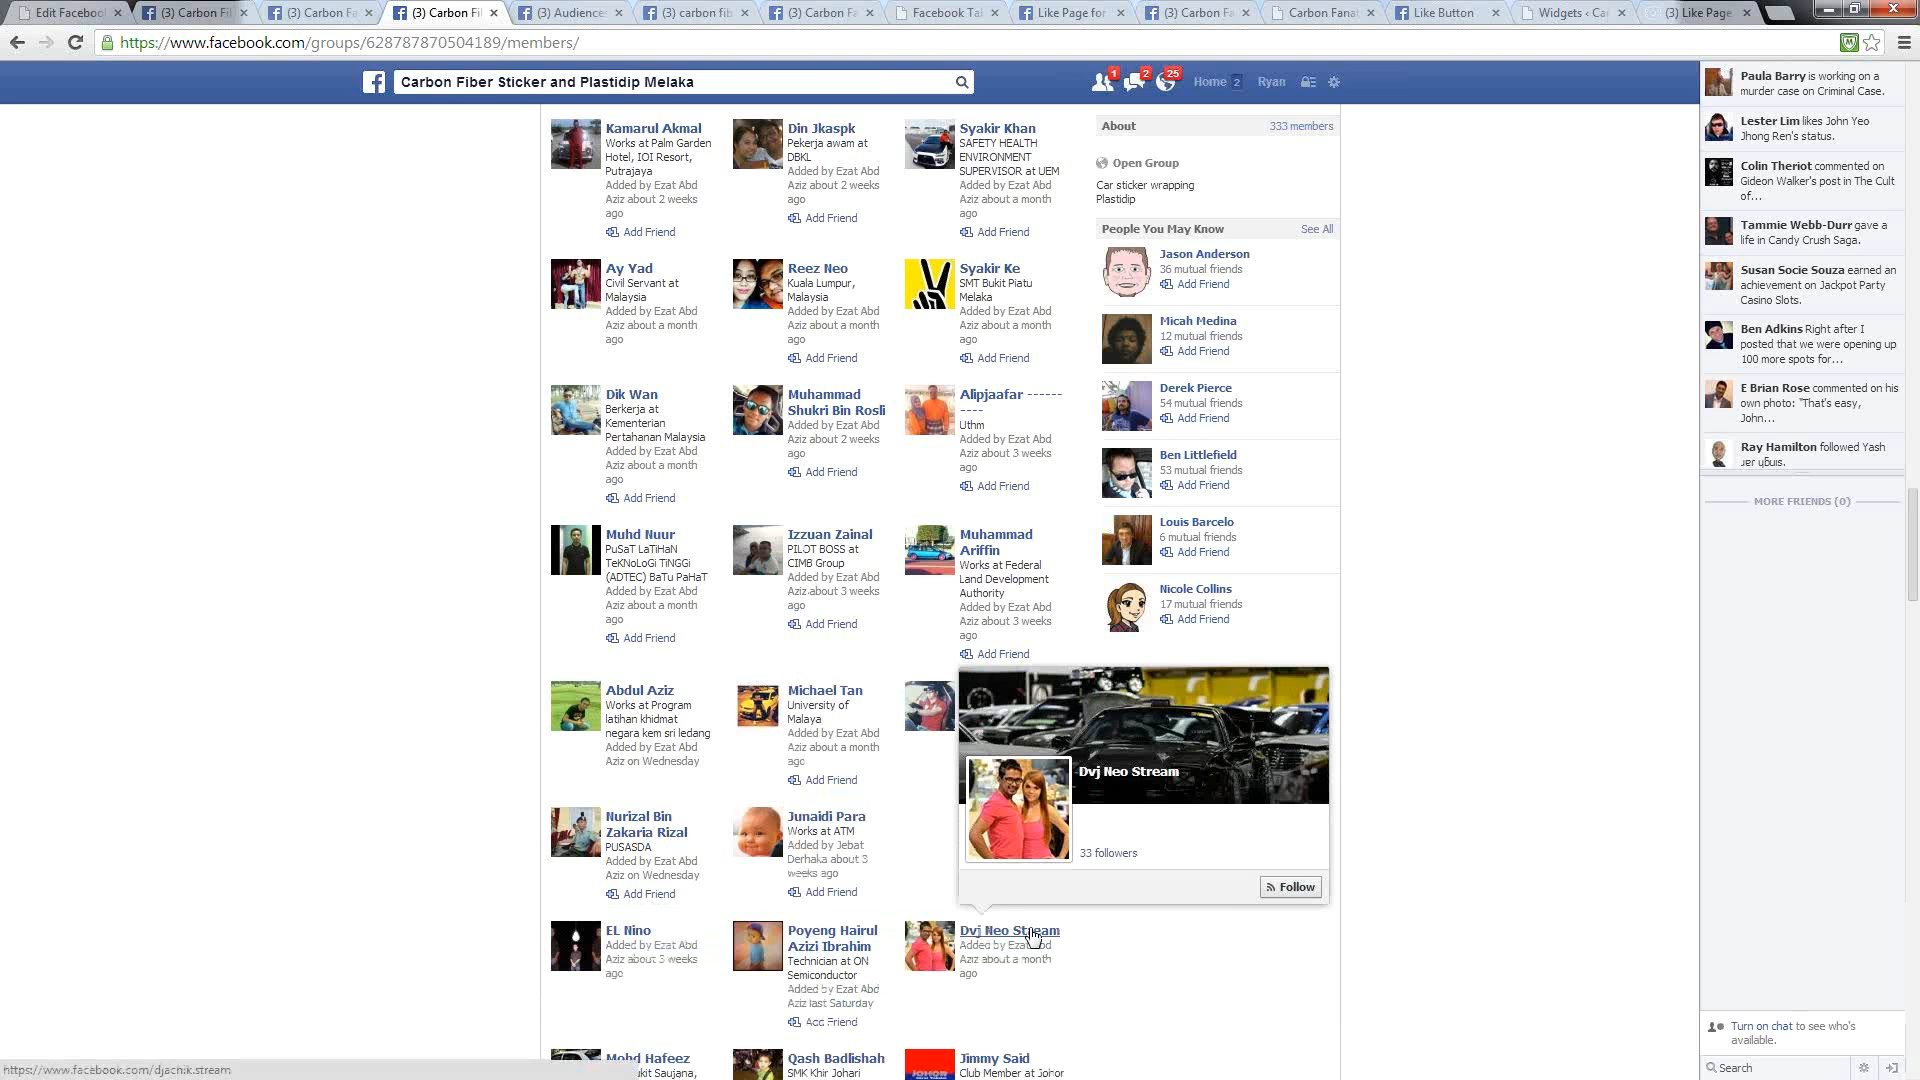 Edit Facebook
(3) Carbon Fil
(3) Carbon Fa
(3) Carbon Fil
(3) Audience
(3) carbon fib
(3) Carbon Fa
Facebook Tal
Like Page for
(3) Carbon Fa
Carbon Fanat
Like Button
Widgets ‹ Car
(3) Like Page
https://www.facebook.com/groups/628787870504189/members/
Carbon Fiber Sticker and Plastidip Melaka
1
2
25
Home 2
Ryan
Kamarul Akmal
Works at Palm Garden
Hotel, IOI Resort,
Putrajaya
Added by Ezat Abd
Aziz about 2 weeks
ago
Add Friend
Din Jkaspk
Pekerja awam at
DBKL
Added by Ezat Abd
Aziz about 2 weeks
ago
Add Friend
Syakir Khan
SAFETY HEALTH
ENVIRONMENT
SUPERVISOR at UEM
Added by Ezat Abd
Aziz about a month
ago
Add Friend
Ay Yad
Civil Servant at
Malaysia
Added by Ezat Abd
Aziz about a month
ago
Reez Neo
Kuala Lumpur,
Malaysia
Added by Ezat Abd
Aziz about a month
ago
Add Friend
Syakir Ke
SMT Bukit Piatu
Melaka
Added by Ezat Abd
Aziz about a month
ago
Add Friend
Dik Wan
Berkerja at
Kementerian
Pertahanan Malaysia
Added by Ezat Abd
Aziz about a month
ago
Add Friend
Muhammad
Shukri Bin Rosli
Added by Ezat Abd
Aziz about 2 weeks
ago
Add Friend
Alipjaafar ------
----
Uthm
Added by Ezat Abd
Aziz about 3 weeks
ago
Add Friend
Muhd Nuur
PuSaT LaTiHaN
TeKNoLoGi TiNGGi
(ADTEC) BaTu PaHaT
Added by Ezat Abd
Aziz about a month
ago
Add Friend
Izzuan Zainal
PILOT BOSS at
CIMB Group
Added by Ezat Abd
Aziz about 3 weeks
ago
Add Friend
Muhammad
Ariffin
Works at Federal
Land Development
Authority
Added by Ezat Abd
Aziz about 3 weeks
ago
Add Friend
Abdul Aziz
Works at Program
latihan khidmat
negara kem sri ledang
Added by Ezat Abd
Aziz on Wednesday
Michael Tan
University of
Malaya
Added by Ezat Abd
Aziz about a month
ago
Add Friend
Nurizal Bin
Zakaria Rizal
PUSASDA
Added by Ezat Abd
Aziz on Wednesday
Add Friend
Junaidi Para
Works at ATM
Added by Jebat
Derhaka about 3
weeks ago
Add Friend
Dvj Neo Stream
33 followers
Follow
EL Nino
Added by Ezat Abd
Aziz about 3 weeks
ago
Poyeng Hairul
Azizi Ibrahim
Technician at ON
Semiconductor
Added by Ezat Abd
Aziz last Saturday
Add Friend
Dvj Neo Stream
Added by Ezat Abd
Aziz about a month
ago
Mohd Hafeez
Bukit Saujana,
Qash Badlishah
SMK Khir Johari
JOHOR
Jimmy Said
Club Member at Johor
About
333 members
Open Group
Car sticker wrapping
Plastidip
People You May Know
See All
Jason Anderson
36 mutual friends
Add Friend
Micah Medina
12 mutual friends
Add Friend
Derek Pierce
54 mutual friends
Add Friend
Ben Littlefield
53 mutual friends
Add Friend
Louis Barcelo
6 mutual friends
Add Friend
Nicole Collins
17 mutual friends
Add Friend
Paula Barry is working on a
murder case on Criminal Case.
Lester Lim likes John Yeo
Jhong Ren's status.
Colin Theriot commented on
Gideon Walker's post in The Cult
of...
Tammie Webb-Durr gave a
life in Candy Crush Saga.
Susan Socie Souza earned an
achievement on Jackpot Party
Casino Slots.
Ben Adkins Right after I
posted that we were opening up
100 more spots for...
E Brian Rose commented on his
own photo: "That's easy,
John...
Ray Hamilton followed Yash
MORE FRIENDS (0)
Turn on chat to see who's
available.
Search
https://www.facebook.com/djachik.stream